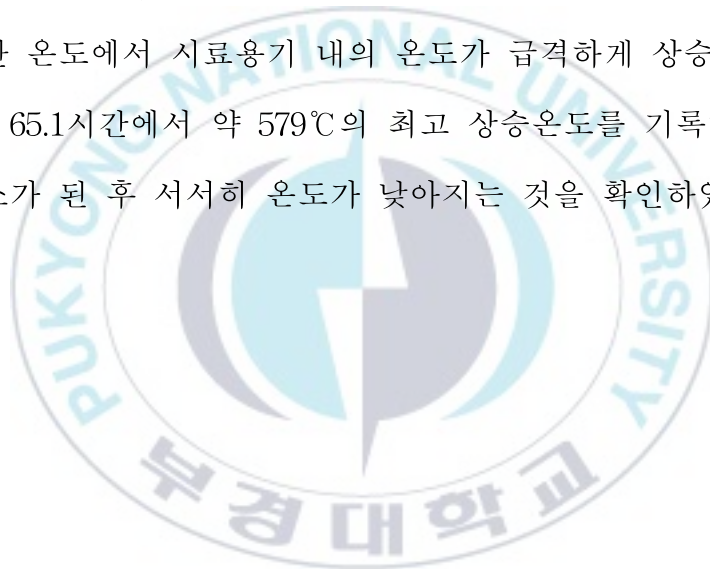 온도에서 시료용기 내의 온도가 급격하게 상승
65.1시간에서 약 579℃의 최고 상승온도를 기록
가 된 후 서서히 온도가 낮아지는 것을 확인하였
PUKYONG NATIONAL UNIVERSITY
부경대학교